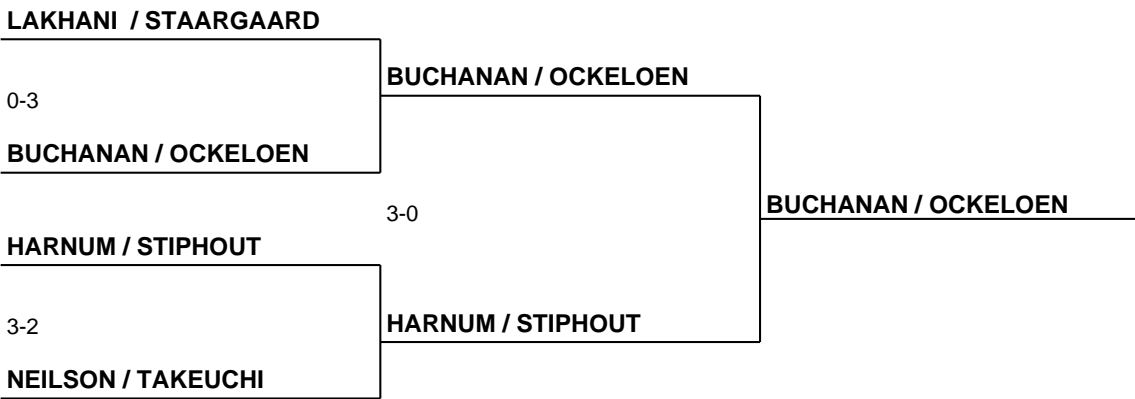 LAKHANI / STAARGAARD
BUCHANAN / OCKELOEN
0-3
BUCHANAN / OCKELOEN
3-0
BUCHANAN / OCKELOEN
HARNUM / STIPHOUT
3-2
HARNUM / STIPHOUT
NEILSON / TAKEUCHI